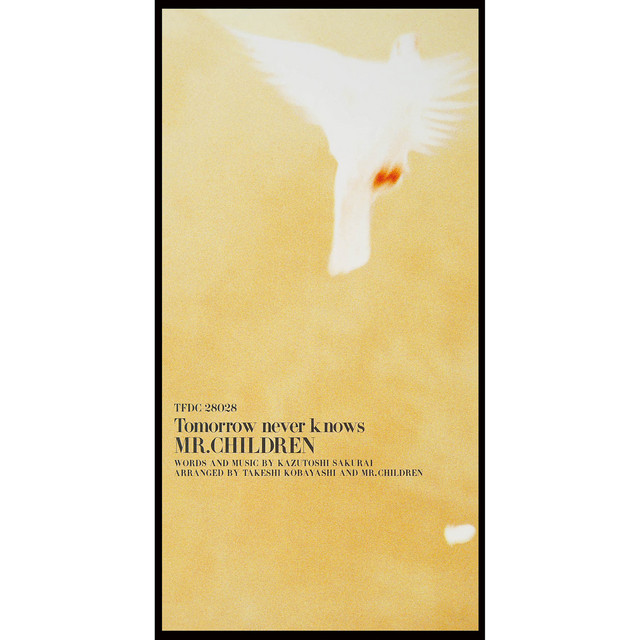 TFDC 28028
Tomorrow never knows
MR.CHILDREN
WORDS AND MUSIC BY KAZUTOSHI SAKURAI
ARRANGED BY TAKESHI KOBAYASHI AND MR.CHILDREN